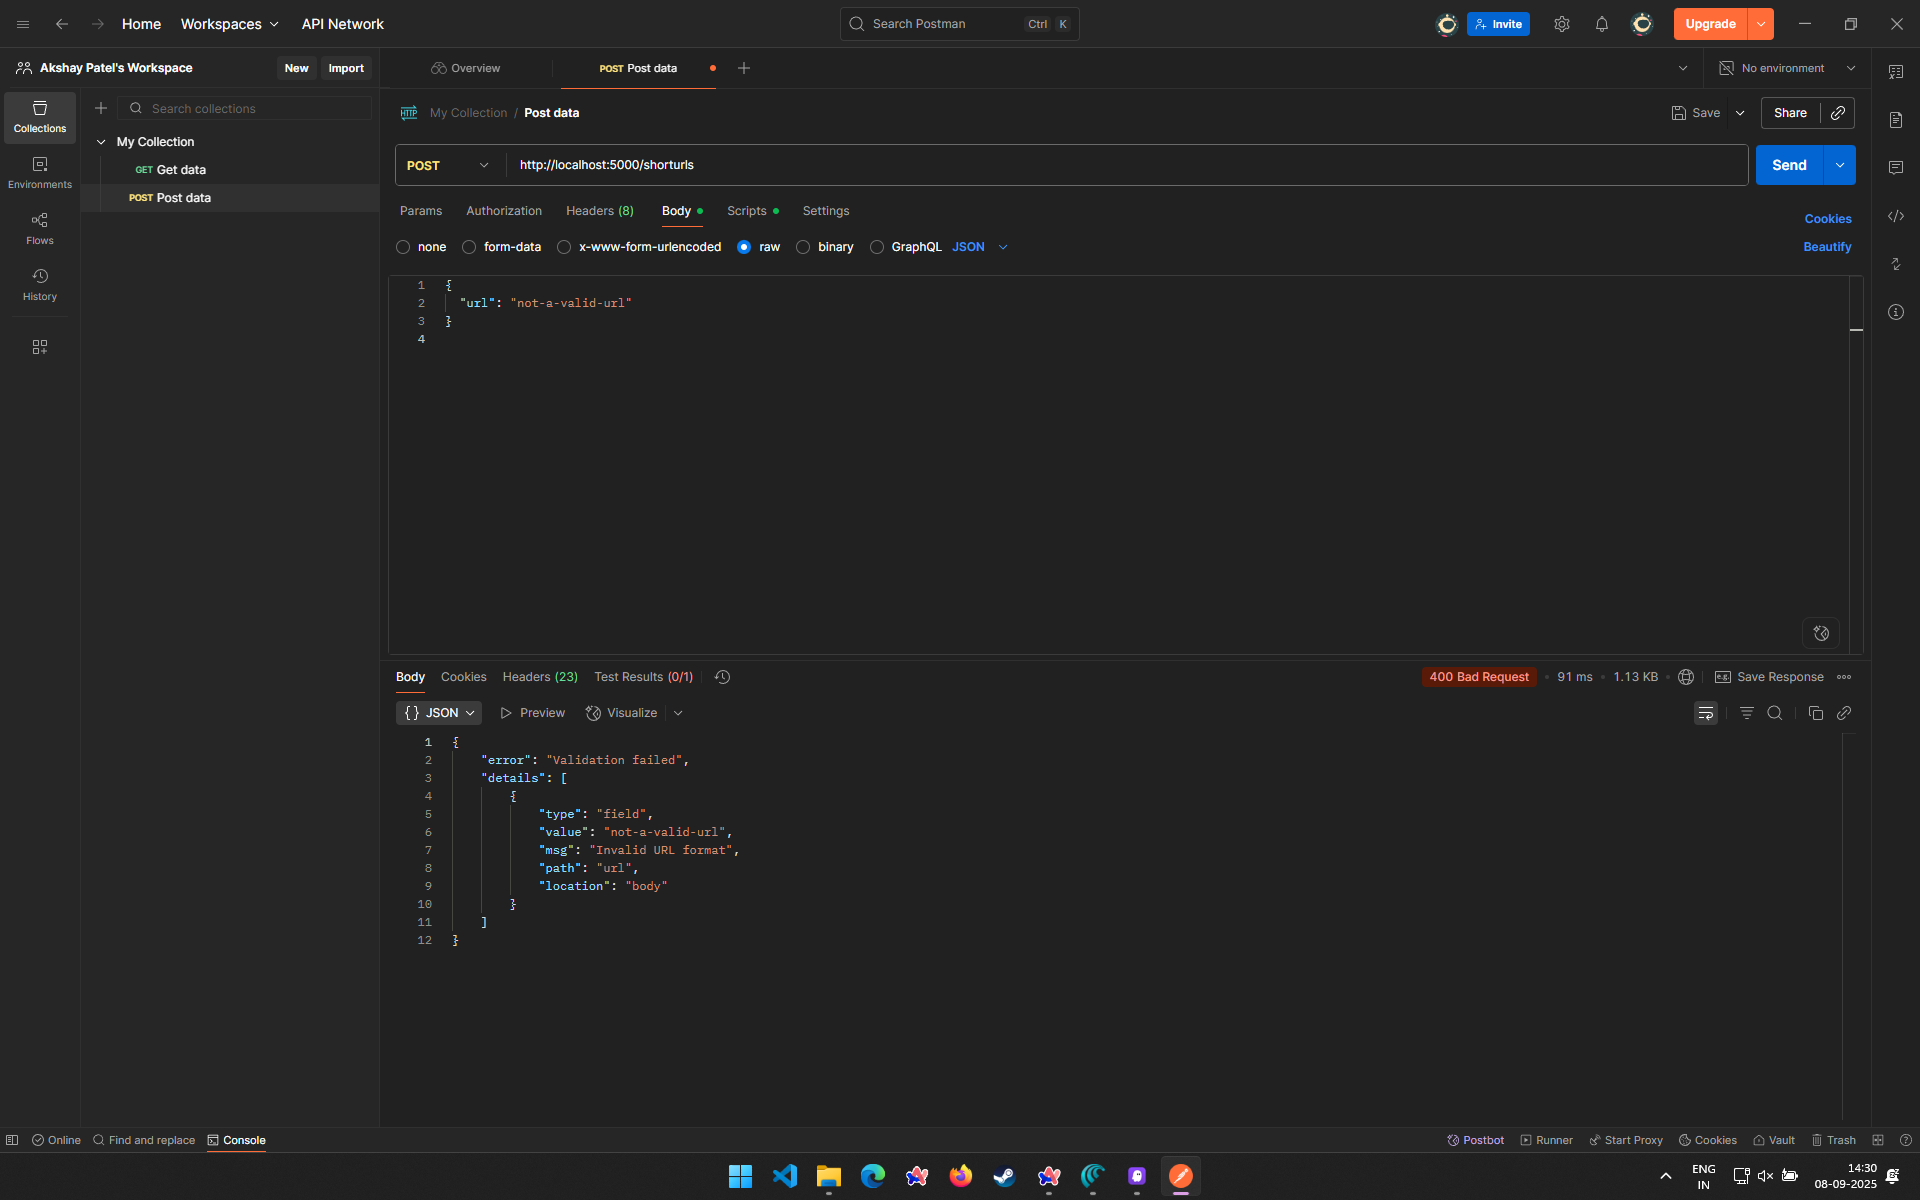 Home Workspaces API Network
Search Postman Ctrl K
Invite
Upgrade
Akshay Patel's Workspace
New Import
Overview
POST Post data
No environment
Collections
Environments
Flows
History
Search collections
My Collection
GET Get data
POST Post data
HTTP My Collection / Post data
Save
Share
POST http://localhost:5000/shorturls
Send
Params Authorization Headers (8) Body Scripts Settings
Cookies
none form-data x-www-form-urlencoded raw binary GraphQL JSON
Beautify
1 {
2 "url": "not-a-valid-url"
3 }
4
Body Cookies Headers (23) Test Results (0/1)
400 Bad Request 91 ms 1.13 KB
e.g. Save Response
{} JSON Preview Visualize
1 {
2 "error": "Validation failed",
3 "details": [
4 {
5 "type": "field",
6 "value": "not-a-valid-url",
7 "msg": "Invalid URL format",
8 "path": "url",
9 "location": "body"
10 }
11 ]
12 }
Online Find and replace Console
Postbot Runner Start Proxy Cookies Vault Trash
ENG
IN
14:30
08-09-2025